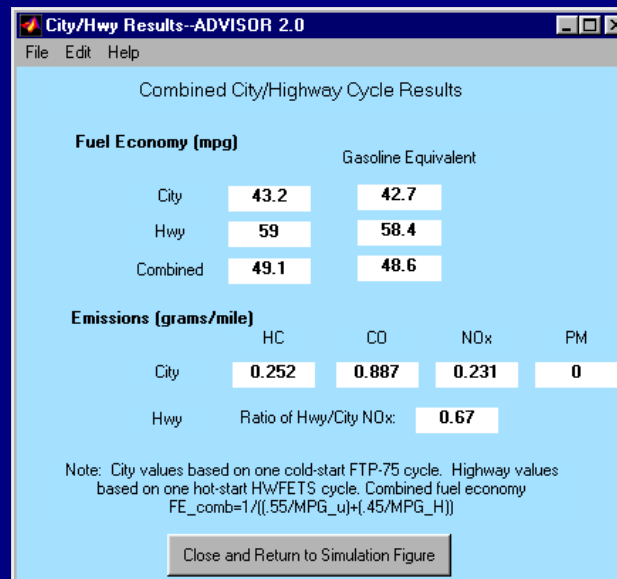 City/Hwy Results--ADVISOR 2.0
File Edit Help
Combined City/Highway Cycle Results
Fuel Economy (mpg)
Gasoline Equivalent
City 43.2 42.7
Hwy 59 58.4
Combined 49.1 48.6
Emissions (grams/mile)
HC CO NOx PM
City 0.252 0.887 0.231 0
Hwy Ratio of Hwy/City NOx: 0.67
Note: City values based on one cold-start FTP-75 cycle. Highway values
based on one hot-start HWFETS cycle. Combined fuel economy
FE_comb=1/((.55/MPG_u)+(.45/MPG_H))
Close and Return to Simulation Figure